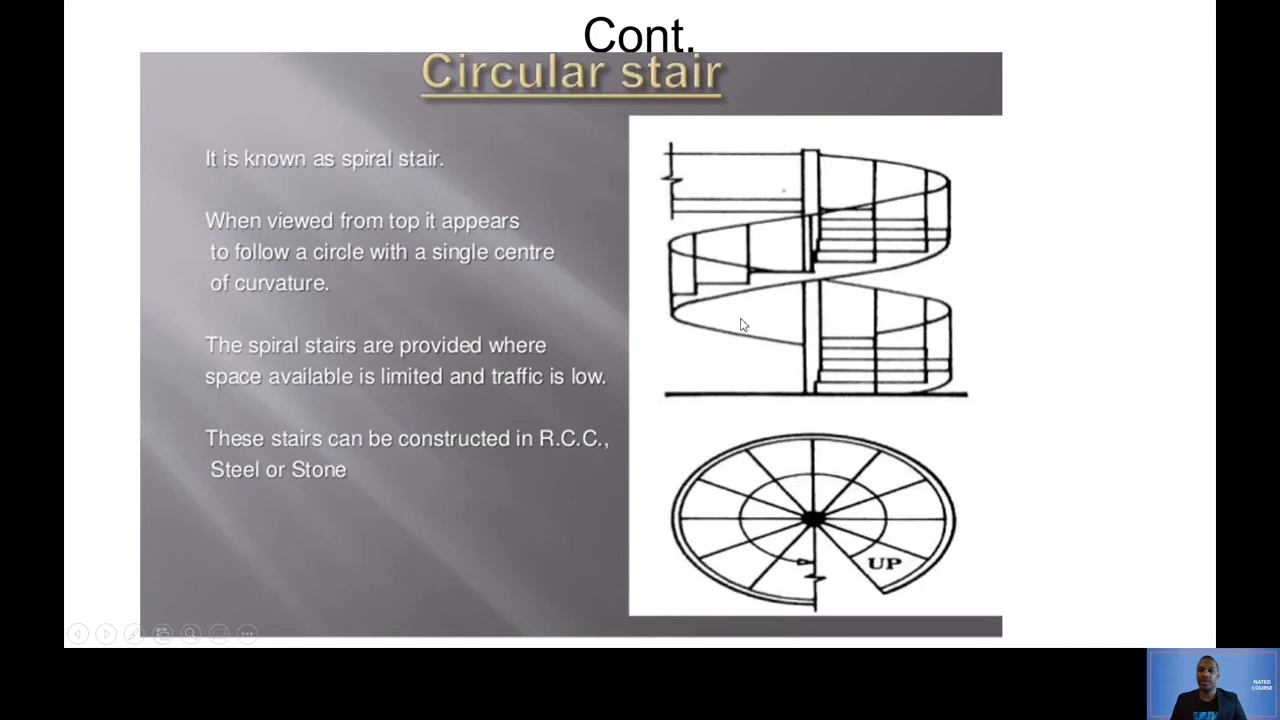 Cont.
Circular stair
It is known as spiral stair.
When viewed from top it appears
to follow a circle with a single centre
of curvature.
The spiral stairs are provided where
space available is limited and traffic is low.
These stairs can be constructed in R.C.C.,
Steel or Stone
UP
NATED
COURSE